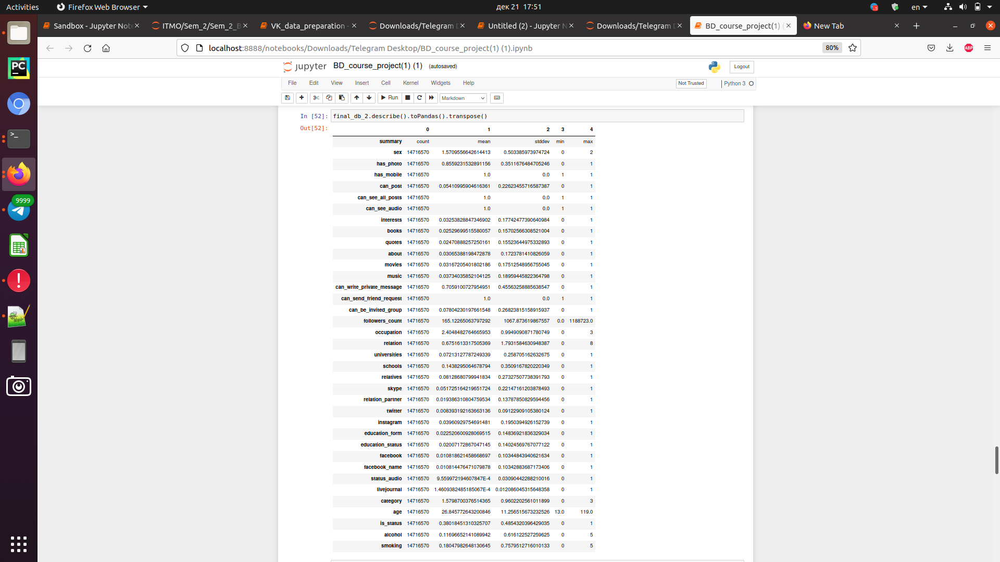 Activities Firefox Web Browser дек 21 17:51 en
Sandbox - Jupyter Note ITMO/Sem_2/Sem_2_B VK_data_preparation - Downloads/Telegram D Untitled (2) - Jupyter N Downloads/Telegram D BD_course_project(1) ( New Tab
localhost:8888/notebooks/Downloads/Telegram Desktop/BD_course_project(1) (1).ipynb 80% ABP
PC
>_
9999
jupyter BD_course_project(1) (1) (autosaved) Logout
File Edit View Insert Cell Kernel Widgets Help Not Trusted Python 3
Run Markdown
In [52]: final_db_2.describe().toPandas().transpose()
Out[52]: 0 1 2 3 4
summary count mean stddev min max
sex 14716570 1.5709556642614413 0.503385973974724 0 2
has_photo 14716570 0.8559231532891156 0.3511676484705246 0 1
has_mobile 14716570 1.0 0.0 1 1
can_post 14716570 0.05410995904616361 0.22623455716587387 0 1
can_see_all_posts 14716570 1.0 0.0 1 1
can_see_audio 14716570 1.0 0.0 1 1
interests 14716570 0.03253828847346902 0.17742477390640984 0 1
books 14716570 0.02529699515580057 0.15702566308521004 0 1
quotes 14716570 0.02470888257250161 0.15523644975332893 0 1
about 14716570 0.03065388198472878 0.1723781410826059 0 1
movies 14716570 0.03167205401802186 0.17512548956755045 0 1
music 14716570 0.03734035852104125 0.18959445822364798 0 1
can_write_private_message 14716570 0.7059100727954951 0.45563258885638547 0 1
can_send_friend_request 14716570 1.0 0.0 1 1
can_be_invited_group 14716570 0.07804230197661548 0.26823815158915937 0 1
followers_count 14716570 165.12265063797292 1067.873619867557 0.0 1188723.0
occupation 14716570 2.4048482764665953 0.9949090871780749 0 3
relation 14716570 0.6751613317505369 1.7931584630948387 0 8
universities 14716570 0.07213127787249339 0.258705162632675 0 1
schools 14716570 0.1438295064678794 0.3509167820220349 0 1
relatives 14716570 0.08128680799941834 0.27327507738391793 0 1
skype 14716570 0.051725164219651724 0.22147161203878493 0 1
relation_partner 14716570 0.019386310804759534 0.13787850829594456 0 1
twitter 14716570 0.008393192163663136 0.09122909105380124 0 1
instagram 14716570 0.03960929754691481 0.1950394926152739 0 1
education_form 14716570 0.022520600928069515 0.14836921836329034 0 1
education_status 14716570 0.02007172867047145 0.14024569767077122 0 1
facebook 14716570 0.010818621458668697 0.10344843940621634 0 1
facebook_name 14716570 0.010814476471079878 0.10342883687173406 0 1
status_audio 14716570 9.559972194607847E-4 0.03090442288210016 0 1
livejournal 14716570 1.4609382485185067E-4 0.012086045315648358 0 1
category 14716570 1.5798700376514365 0.9602202561011899 0 3
age 14716570 26.845772643200846 11.256515673232526 13.0 119.0
is_status 14716570 0.38018451310325707 0.4854320396429035 0 1
alcohol 14716570 0.11696652141089942 0.616122527259625 0 5
smoking 14716570 0.18047982648130645 0.7579512716010133 0 5